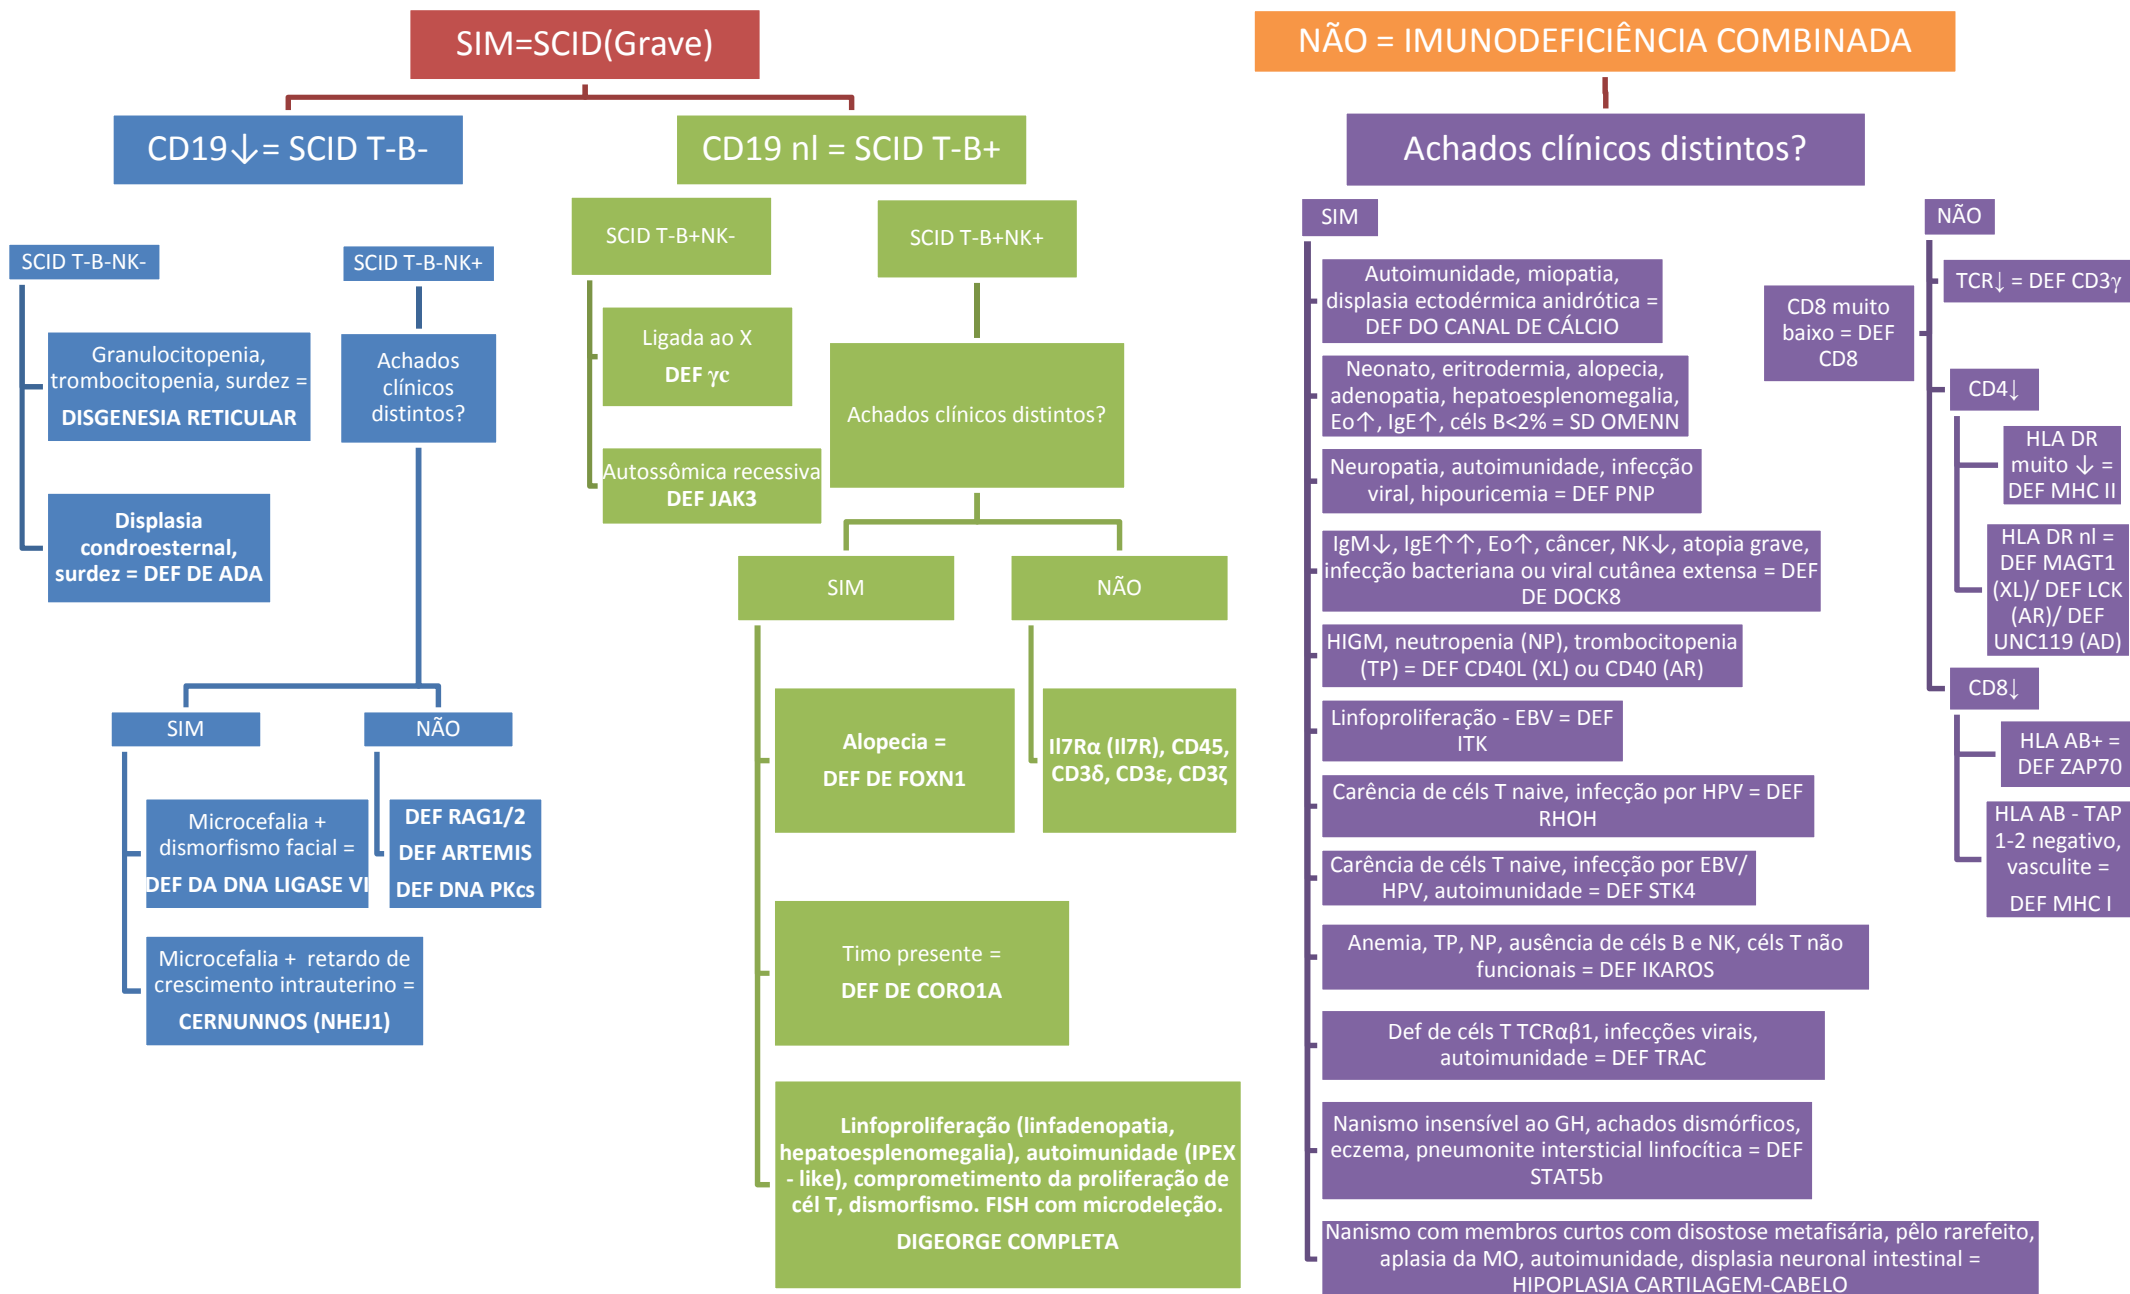 SIM=SCID(Grave)
CD19↓= SCID T-B-
CD19 nl = SCID T-B+
SCID T-B-NK-
Granulocitopenia,
trombocitopenia, surdez =
DISGENESIA RETICULAR
Displasia
condroesternal,
surdez = DEF DE ADA
SCID T-B-NK+
Achados
clínicos
distintos?
SIM
Microcefalia +
dismorfismo facial =
DEF DA DNA LIGASE VI
Microcefalia + retardo de
crescimento intrauterino =
CERNUNNOS (NHEJ1)
NÃO
DEF RAG1/2
DEF ARTEMIS
DEF DNA PKcs
SCID T-B+NK-
Ligada ao X
DEF γc
Autossômica recessiva
DEF JAK3
SCID T-B+NK+
Achados clínicos distintos?
SIM
Alopecia =
DEF DE FOXN1
Timo presente =
DEF DE CORO1A
Linfoproliferação (linfadenopatia,
hepatoesplenomegalia), autoimunidade (IPEX
- like), comprometimento da proliferação de
cél T, dismorfismo. FISH com microdeleção.
DIGEORGE COMPLETA
NÃO
Il7Rα (Il7R), CD45,
CD3δ, CD3ε, CD3ζ
NÃO = IMUNODEFICIÊNCIA COMBINADA
Achados clínicos distintos?
SIM
Autoimunidade, miopatia,
displasia ectodérmica anidrótica =
DEF DO CANAL DE CÁLCIO
Neonato, eritrodermia, alopecia,
adenopatia, hepatoesplenomegalia,
Eo↑, IgE↑, céls B<2% = SD OMENN
Neuropatia, autoimunidade, infecção
viral, hipouricemia = DEF PNP
IgM↓, IgE↑↑, Eo↑, câncer, NK↓, atopia grave,
infecção bacteriana ou viral cutânea extensa = DEF
DE DOCK8
HIGM, neutropenia (NP), trombocitopenia
(TP) = DEF CD40L (XL) ou CD40 (AR)
Linfoproliferação - EBV = DEF
ITK
Carência de céls T naive, infecção por HPV = DEF
RHOH
Carência de céls T naive, infecção por EBV/
HPV, autoimunidade = DEF STK4
Anemia, TP, NP, ausência de céls B e NK, céls T não
funcionais = DEF IKAROS
Def de céls T TCRαβ1, infecções virais,
autoimunidade = DEF TRAC
Nanismo insensível ao GH, achados dismórficos,
eczema, pneumonite intersticial linfocítica = DEF
STAT5b
Nanismo com membros curtos com disostose metafisária, pêlo rarefeito,
aplasia da MO, autoimunidade, displasia neuronal intestinal =
HIPOPLASIA CARTILAGEM-CABELO
NÃO
TCR↓ = DEF CD3γ
CD8 muito
baixo = DEF
CD8
CD4↓
HLA DR
muito ↓ =
DEF MHC II
HLA DR nl =
DEF MAGT1
(XL)/ DEF LCK
(AR)/ DEF
UNC119 (AD)
CD8↓
HLA AB+ =
DEF ZAP70
HLA AB - TAP
1-2 negativo,
vasculite =
DEF MHC I